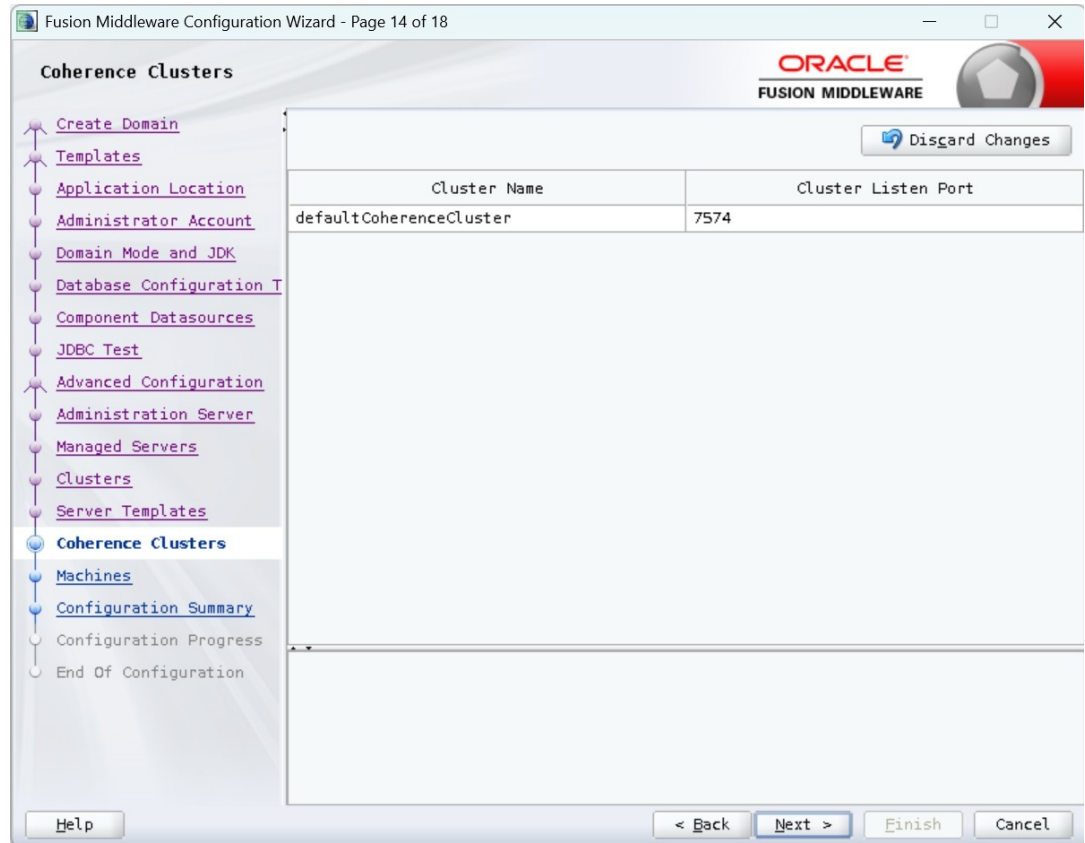 Fusion Middleware Configuration Wizard - Page 14 of 18
Coherence Clusters
ORACLE
FUSION MIDDLEWARE
Create Domain
Templates
Application Location
Administrator Account
Domain Mode and JDK
Database Configuration T
Component Datasources
JDBC Test
Advanced Configuration
Administration Server
Managed Servers
Clusters
Server Templates
Coherence Clusters
Machines
Configuration Summary
Configuration Progress
End Of Configuration
Discard Changes
Cluster Name Cluster Listen Port
defaultCoherenceCluster 7574
Help < Back Next > Finish Cancel